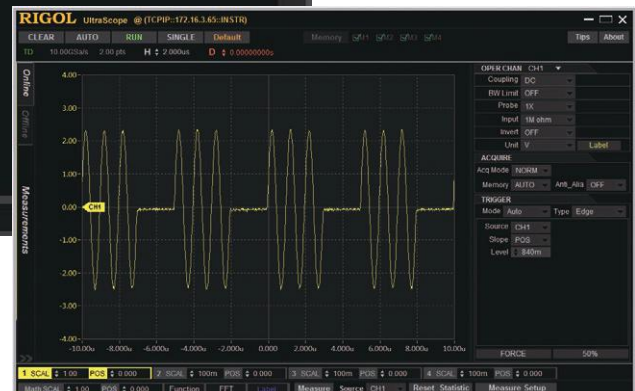 RIGOL UltraScope @ (TCPIP::172.16.3.65::INSTR)
CLEAR AUTO RUN SINGLE Default Memory M1 M2 M3 M4 Tips About
TD 10.00GSa/s 2.00 pts H 2.000us D 0.00000000s
Online
Offline
Measurements
4.00
3.00
2.00
1.00
0.00
CH1
-1.00
-2.00
-3.00
-4.00
-10.00u -8.000u -6.000u -4.000u -2.000u 0.000 2.000u 4.000u 6.000u 8.000u 10.00u
OPER CHAN CH1
Coupling DC
BW Limit OFF
Probe 1X
Input 1M ohm
Invert OFF
Unit V Label
ACQUIRE
Acq Mode NORM
Memory AUTO Anti_Alia OFF
TRIGGER
Mode Auto Type Edge
Source CH1
Slope POS
Level 840m
FORCE 50%
1 SCAL 1.00 POS 0.000 2 SCAL 100m POS 0.000 3 SCAL 100m POS 0.000 4 SCAL 100m POS 0.000
Math SCAL 1.00 POS 0.000 Function FFT Label Measure Source CH1 Reset Statistic Measure Setup